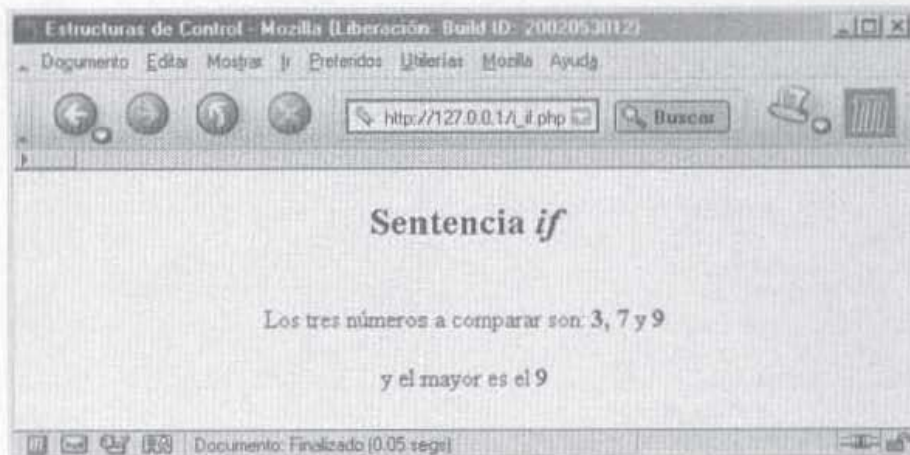 Estructuras de Control - Mozilla {Liberación: Build ID: 2002053012}
Documento Editar Mostrar Ir Preferidos Utilerías Mozilla Ayuda
http://127.0.0.1/i_if.php Buscar
Sentencia if
Los tres números a comparar son: 3, 7 y 9
y el mayor es el 9
Documento: Finalizado (0.05 segs)